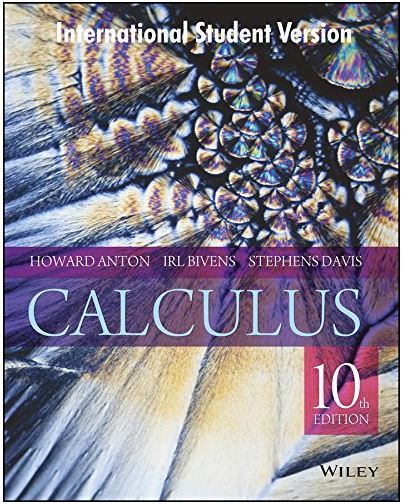 International Student Version
HOWARD ANTON IRL BIVENS STEPHENS DAVIS
CALCULUS
10th
EDITION
WILEY